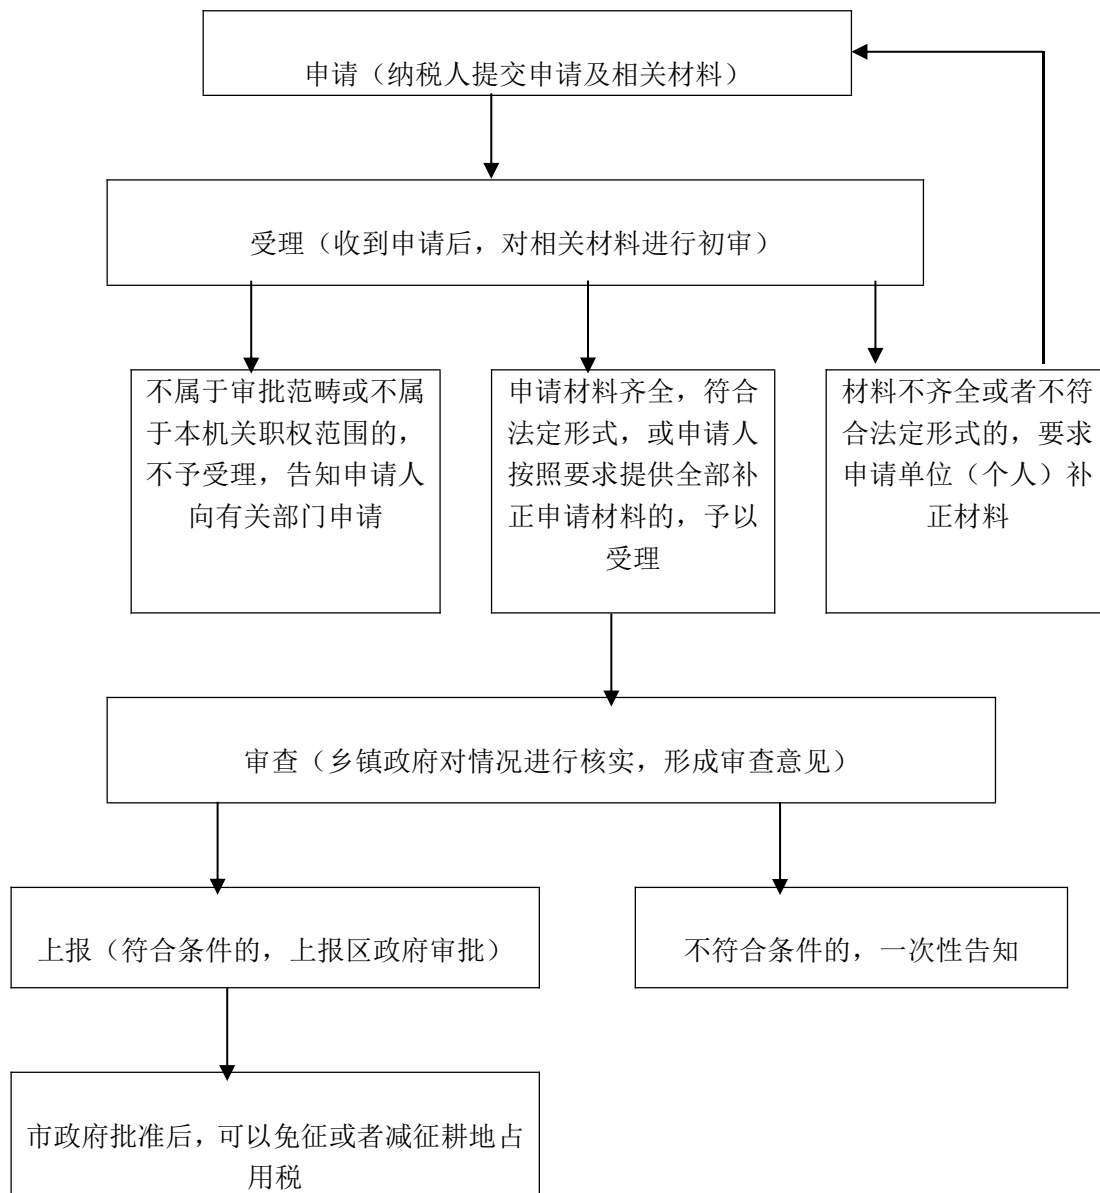 申请（纳税人提交申请及相关材料）
受理（收到申请后，对相关材料进行初审）
不属于审批范畴或不属
于本机关职权范围的，
不予受理，告知申请人
向有关部门申请
申请材料齐全，符合
法定形式，或申请人
按照要求提供全部补
正申请材料的，予以
受理
材料不齐全或者不符
合法定形式的，要求
申请单位（个人）补
正材料
审查（乡镇政府对情况进行核实，形成审查意见）
上报（符合条件的，上报区政府审批）
不符合条件的，一次性告知
市政府批准后，可以免征或者减征耕地占
用税